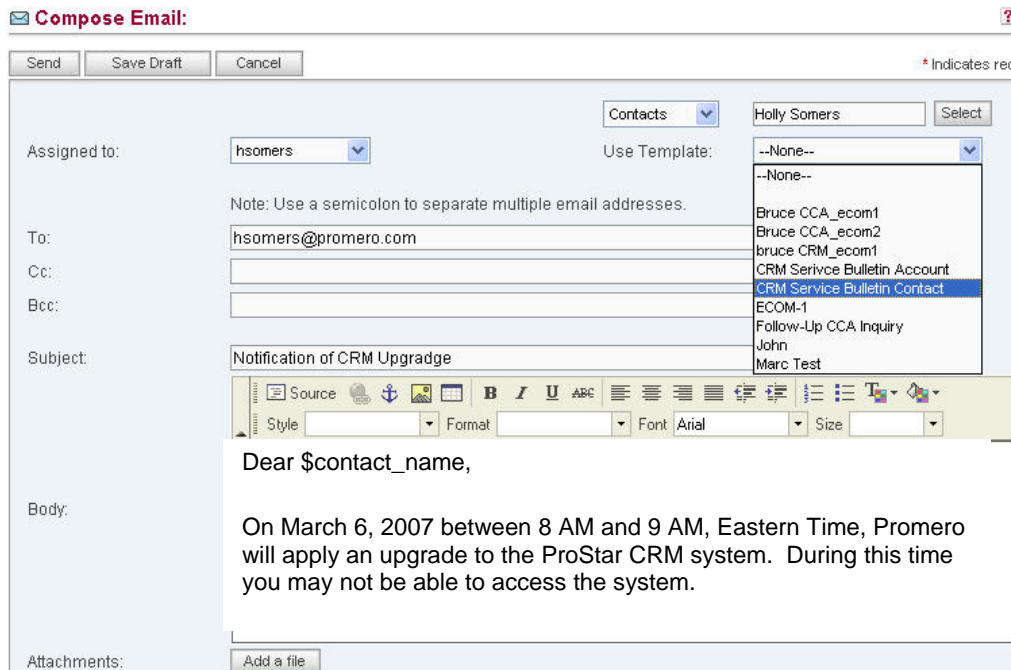 Compose Email:
?
Send Save Draft Cancel * Indicates rec
Contacts Holly Somers Select
Assigned to: hsomers Use Template: --None--
--None--
Note: Use a semicolon to separate multiple email addresses.
Bruce CCA_ecom1
Bruce CCA_ecom2
bruce CRM_ecom1
CRM Serivce Bulletin Account
CRM Service Bulletin Contact
ECOM-1
Follow-Up CCA Inquiry
John
Marc Test
To: hsomers@promero.com
Cc:
Bcc:
Subject: Notification of CRM Upgradge
Source B I U ABC
Style Format Font Arial Size
Body:
Dear $contact_name,
On March 6, 2007 between 8 AM and 9 AM, Eastern Time, Promero
will apply an upgrade to the ProStar CRM system. During this time
you may not be able to access the system.
Attachments: Add a file